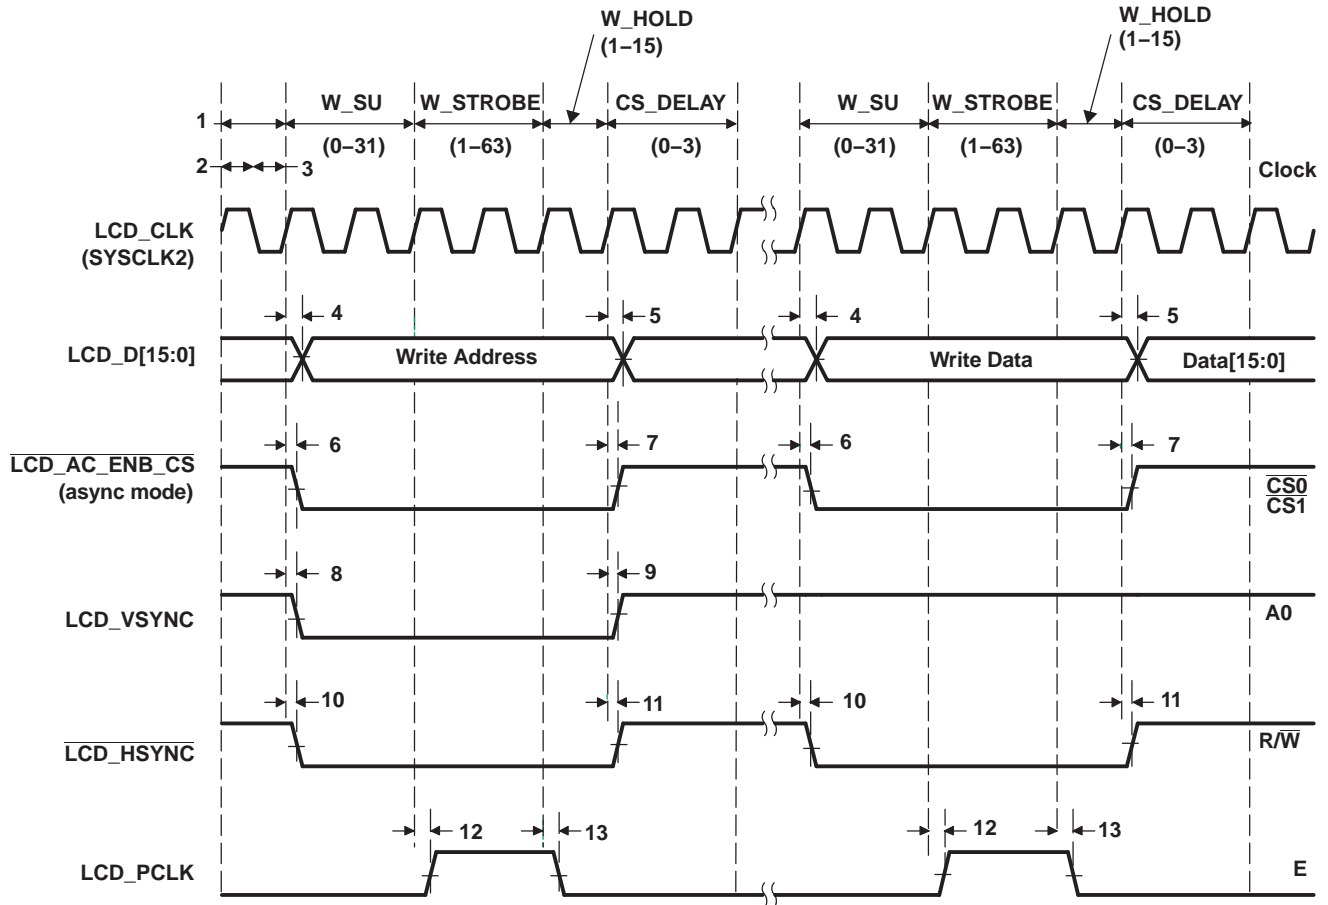 W_HOLD
(1–15)
W_HOLD
(1–15)
W_SU
W_STROBE
CS_DELAY
W_SU
W_STROBE
CS_DELAY
1
(0–31)
(1–63)
(0–3)
(0–31)
(1–63)
(0–3)
2
3
Clock
LCD_CLK
(SYSCLK2)
4
5
4
5
LCD_D[15:0]
Write Address
Write Data
Data[15:0]
6
7
6
7
LCD_AC_ENB_CS
(async mode)
CS0
CS1
8
9
LCD_VSYNC
A0
10
11
10
11
LCD_HSYNC
R/W
12
13
12
13
LCD_PCLK
E